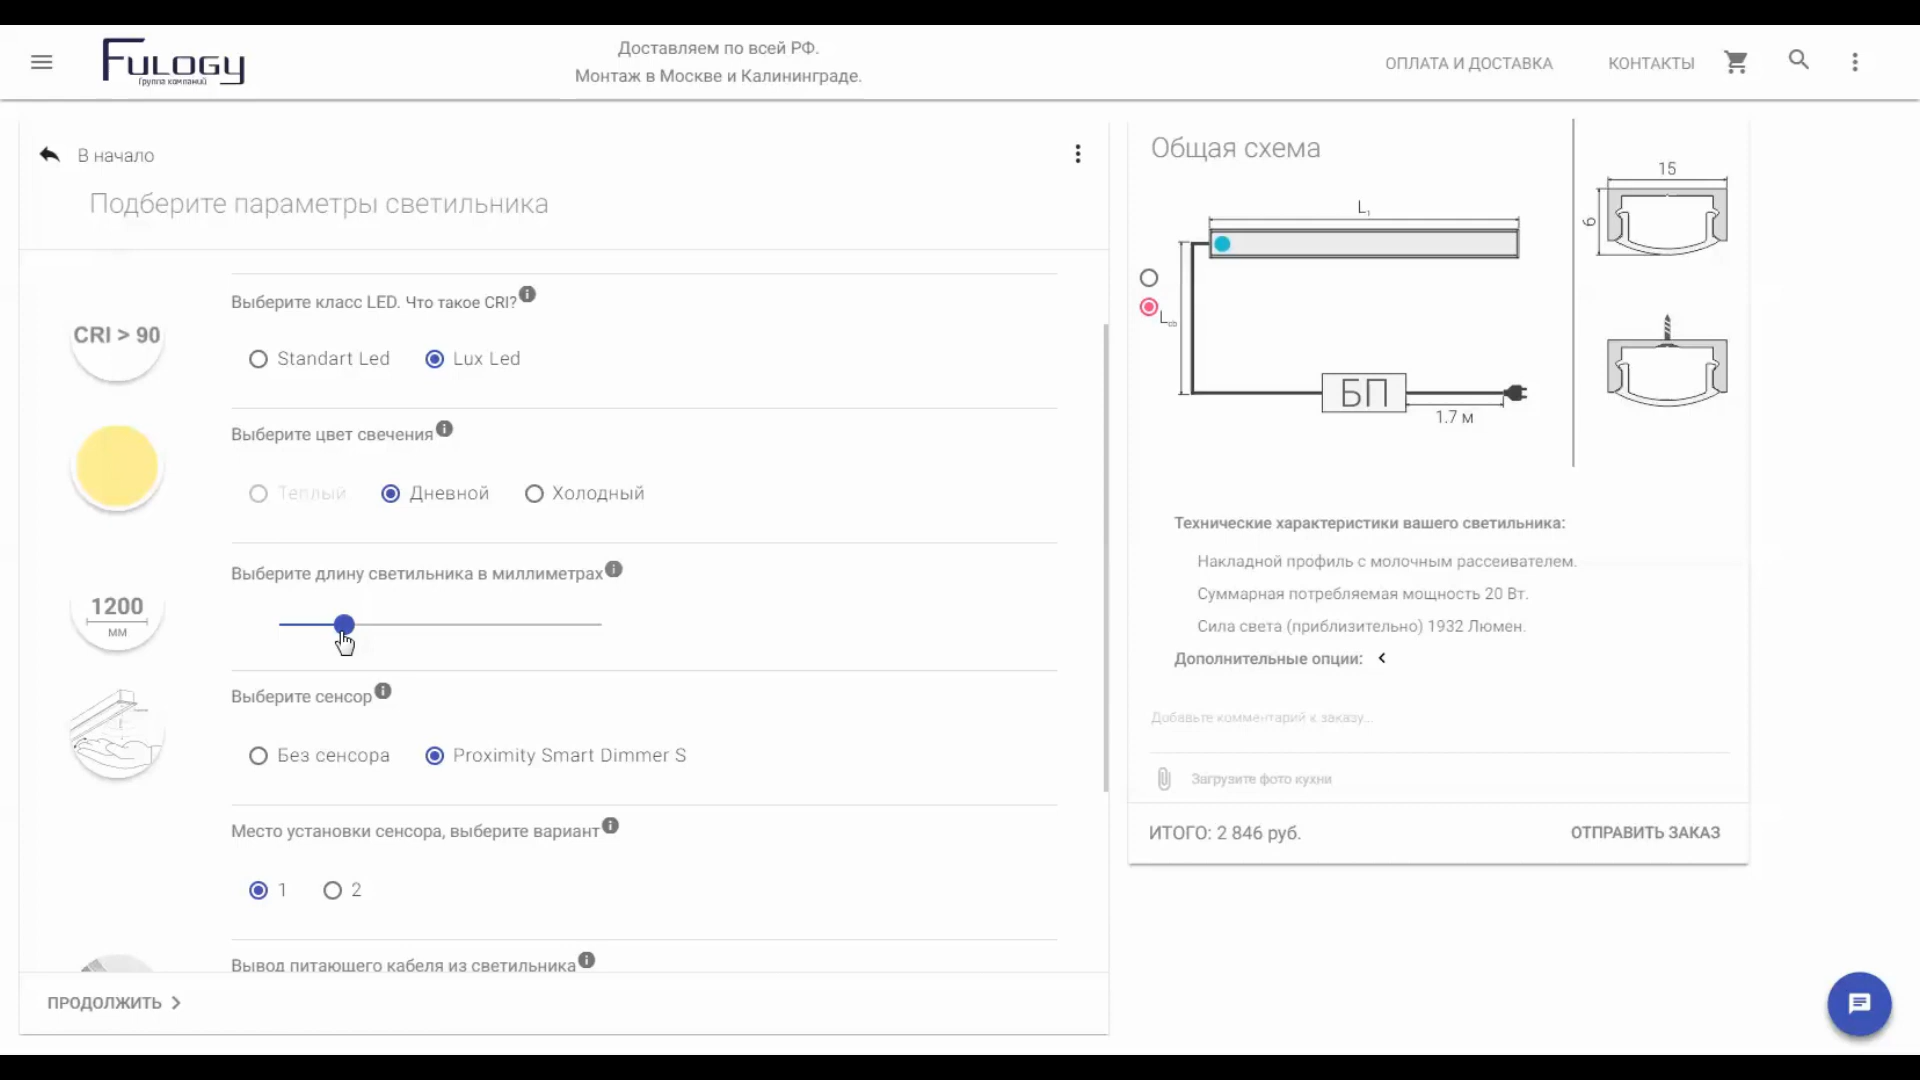 FULOGY
Группа компаний
Доставляем по всей РФ.
Монтаж в Москве и Калининграде.
ОПЛАТА И ДОСТАВКА
КОНТАКТЫ
В начало
Подберите параметры светильника
CRI > 90
Выберите класс LED. Что такое CRI?
Standart Led
Lux Led
Выберите цвет свечения
Теплый
Дневной
Холодный
1200
мм
Выберите длину светильника в миллиметрах
Выберите сенсор
Без сенсора
Proximity Smart Dimmer S
Место установки сенсора, выберите вариант
1
2
Вывод питающего кабеля из светильника
ПРОДОЛЖИТЬ
Общая схема
L₁
15
6
БП
1.7 м
Технические характеристики вашего светильника:
Накладной профиль с молочным рассеивателем.
Суммарная потребляемая мощность 20 Вт.
Сила света (приблизительно) 1932 Люмен.
Дополнительные опции:
Добавьте комментарий к заказу...
Загрузите фото кухни
ИТОГО: 2 846 руб.
ОТПРАВИТЬ ЗАКАЗ